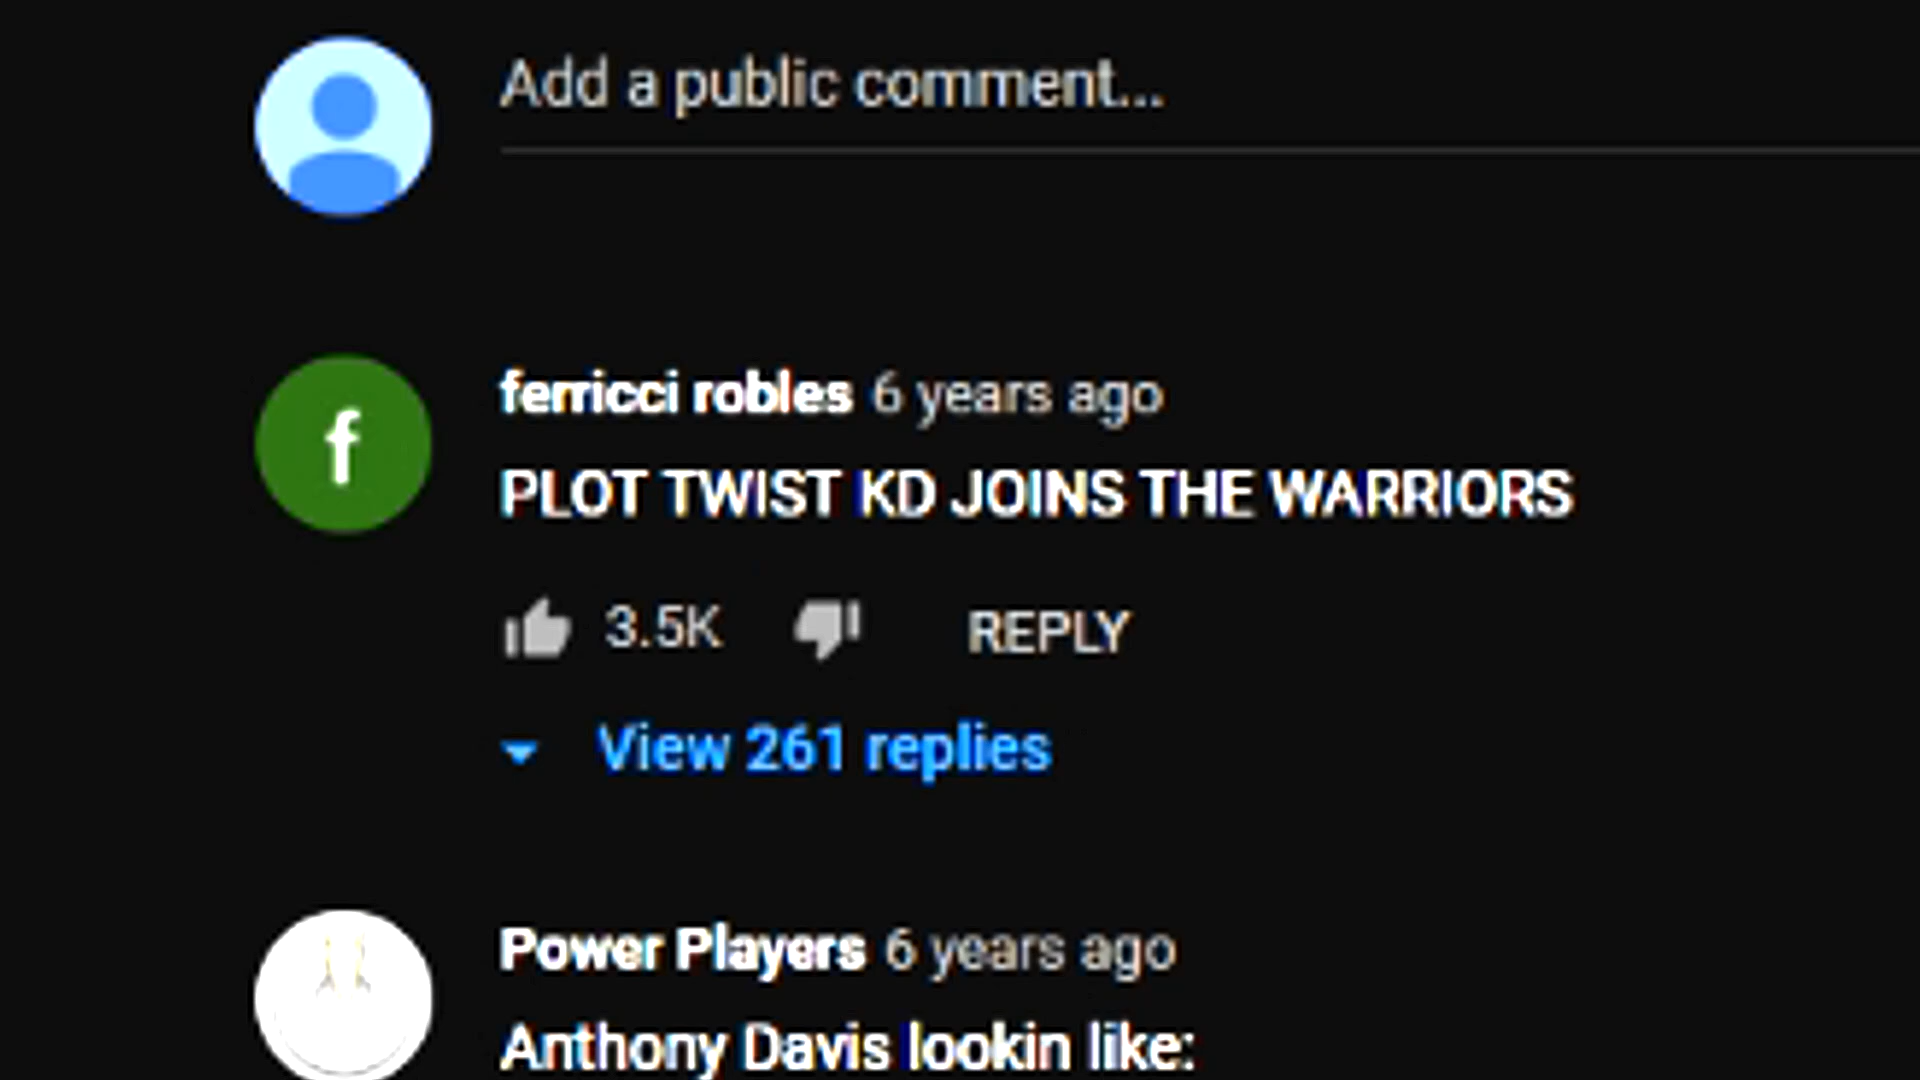 Add a public comment...
f
ferricci robles 6 years ago
PLOT TWIST KD JOINS THE WARRIORS
3.5K REPLY
View 261 replies
Power Players 6 years ago
Anthony Davis lookin like: